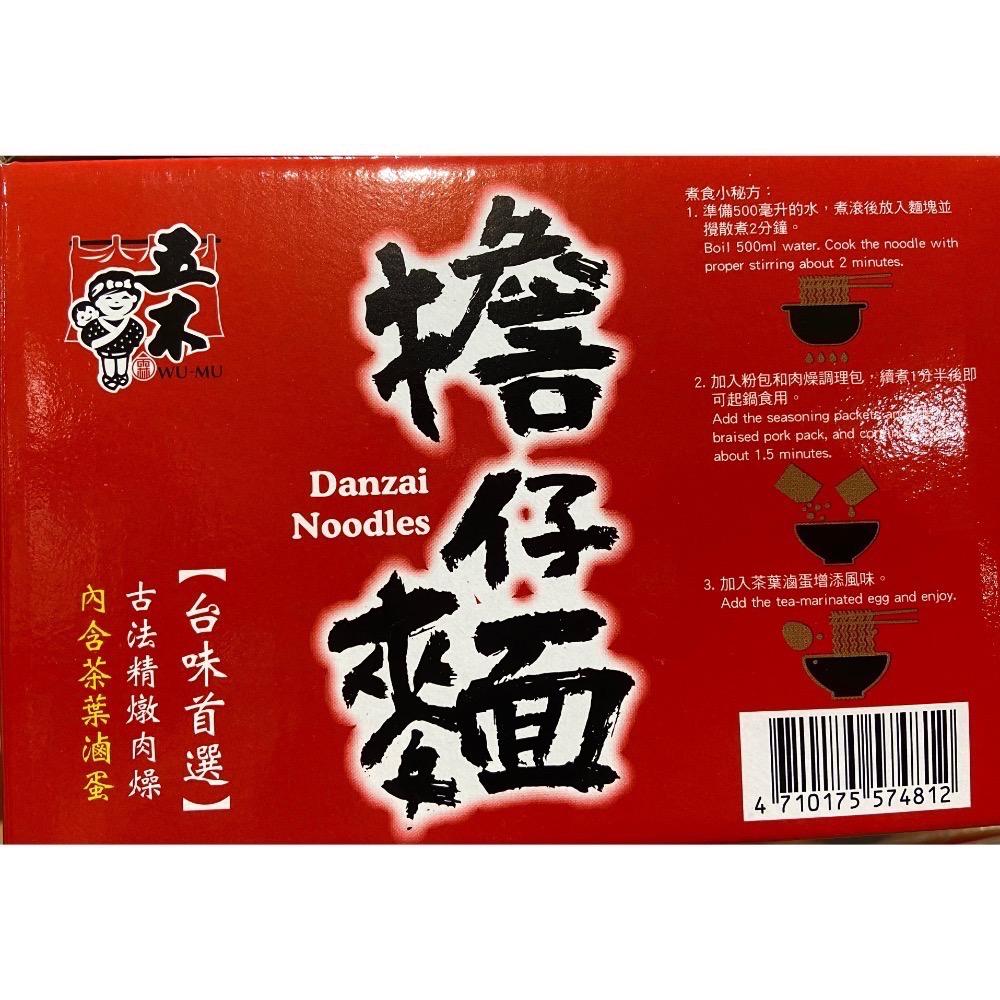 五木
WU-MU
擔仔麵
Danzai
Noodles
【台味首選】
古法精燉肉燥
內含茶葉滷蛋
煮食小秘方：
1. 準備500毫升的水，煮滾後放入麵塊並
攪散煮2分鐘。
Boil 500ml water. Cook the noodle with
proper stirring about 2 minutes.
2. 加入粉包和肉燥調理包，續煮1分半後即
可起鍋食用。
Add the seasoning packets
braised pork pack, and
about 1.5 minutes.
3. 加入茶葉滷蛋增添風味。
Add the tea-marinated egg and enjoy.
4 710175 574812